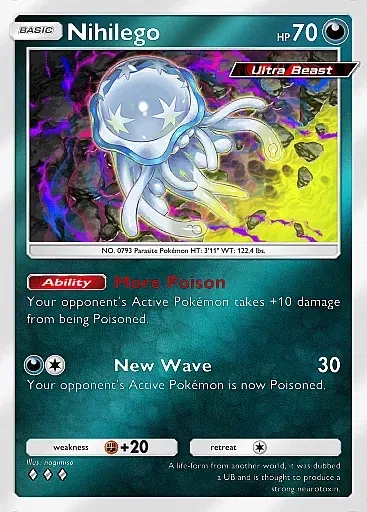 BASIC Nihilego HP 70
Ultra Beast
NO. 0793 Parasite Pokémon HT: 3'11" WT: 122.4 lbs.
Ability More Poison
Your opponent's Active Pokémon takes +10 damage
from being Poisoned.
New Wave 30
Your opponent's Active Pokémon is now Poisoned.
weakness +20 retreat
Illus. nagimiso
A life-form from another world, it was dubbed
a UB and is thought to produce a
strong neurotoxin.